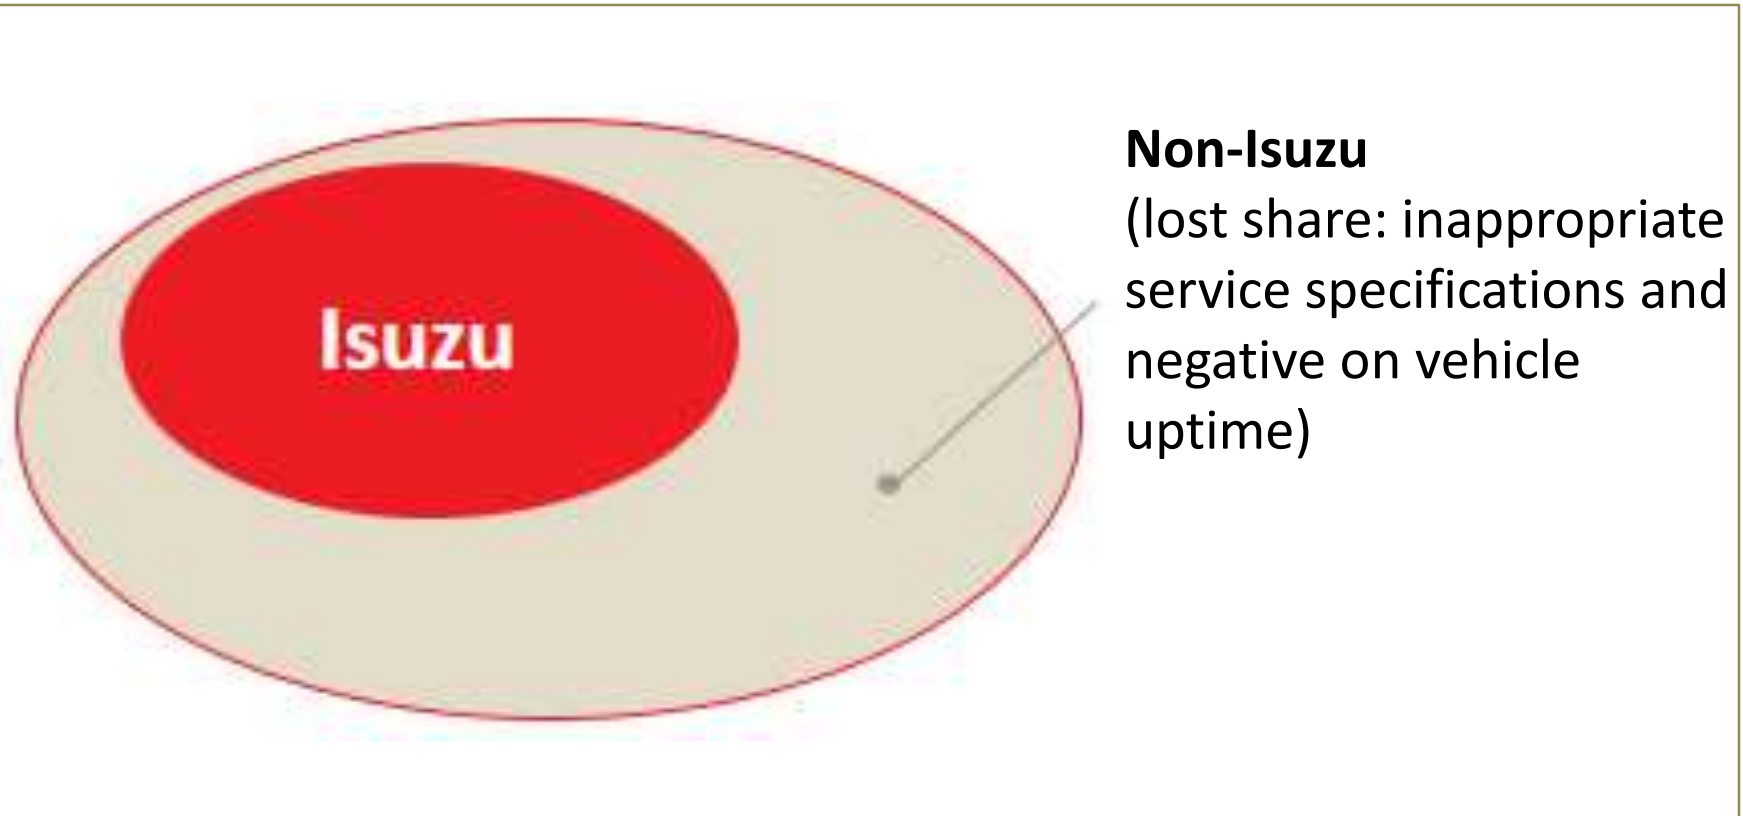 Isuzu
Non-Isuzu
(lost share: inappropriate
service specifications and
negative on vehicle
uptime)